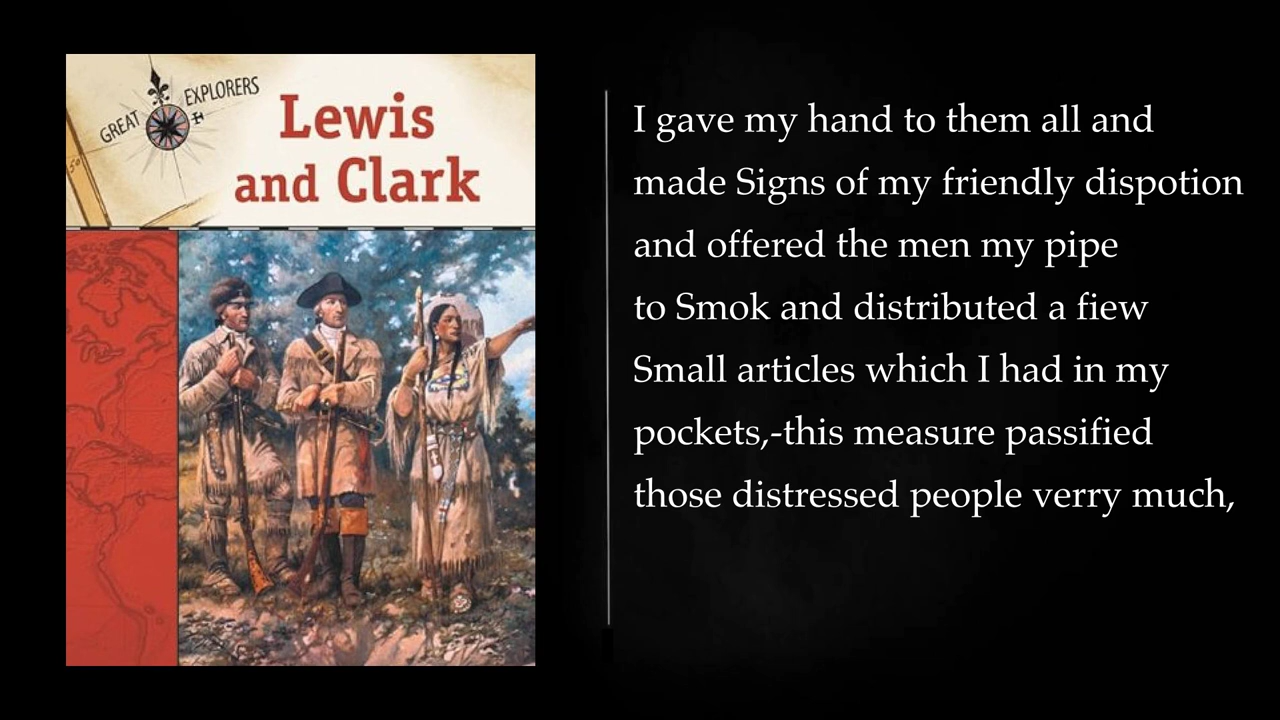 GREAT EXPLORERS
E
50
Lewis
and Clark
I gave my hand to them all and
made Signs of my friendly dispotion
and offered the men my pipe
to Smok and distributed a fiew
Small articles which I had in my
pockets,-this measure passified
those distressed people verry much,